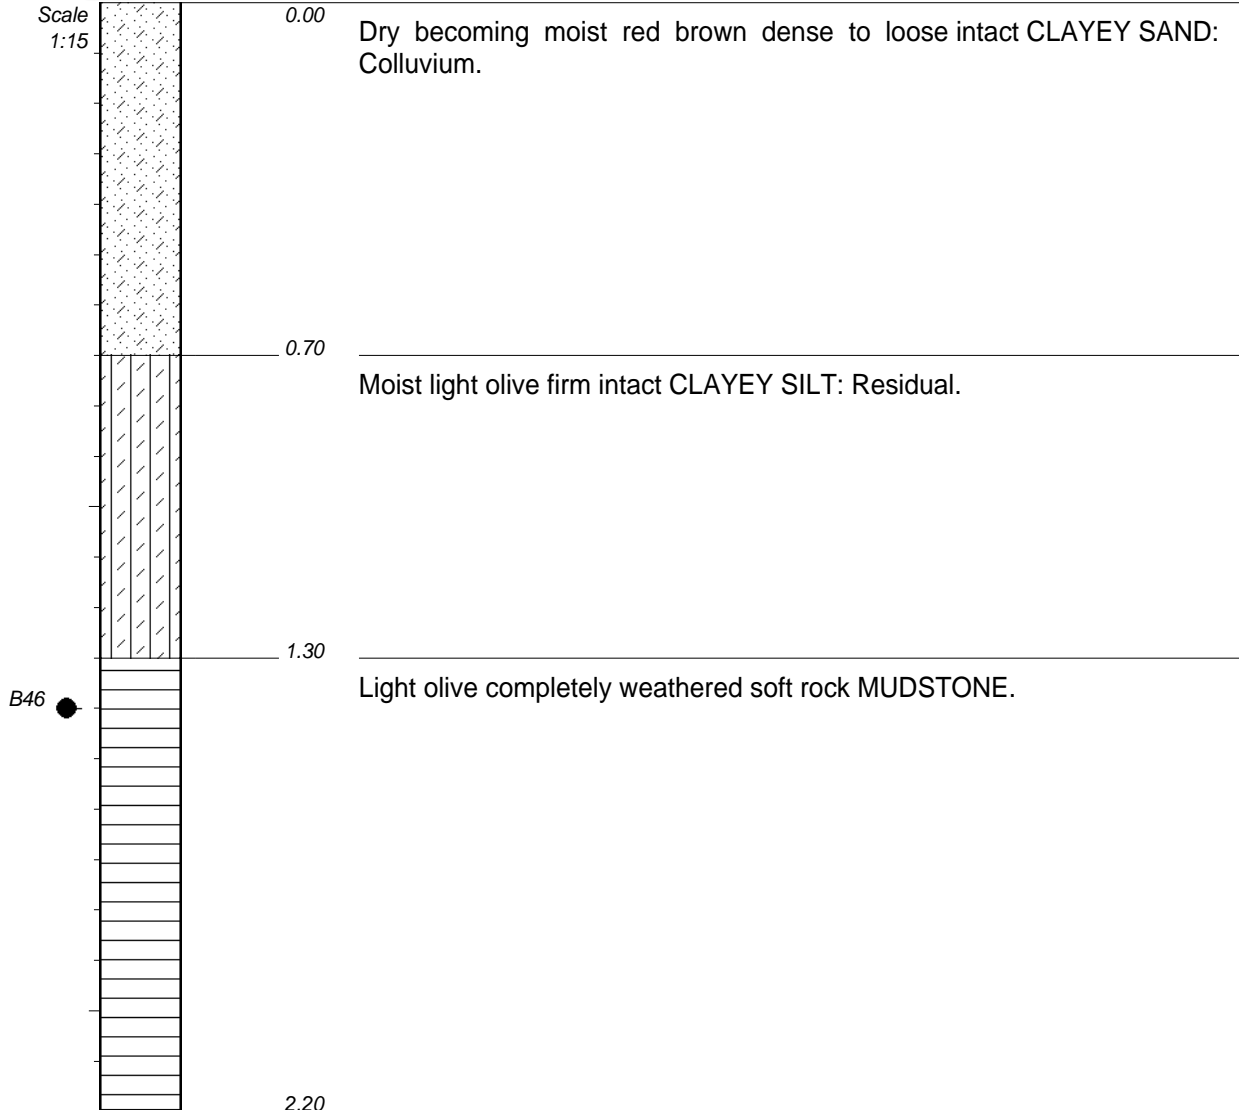 Scale
1:15
0.00
Dry becoming moist red brown dense to loose intact CLAYEY SAND:
Colluvium.
0.70
Moist light olive firm intact CLAYEY SILT: Residual.
1.30
Light olive completely weathered soft rock MUDSTONE.
B46
2.20